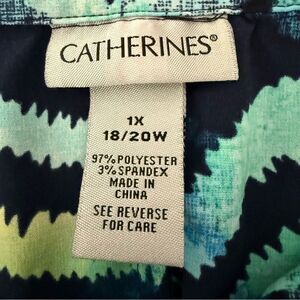 CATHERINES®
1X
18/20W
97% POLYESTER
3% SPANDEX
MADE IN
CHINA
SEE REVERSE
FOR CARE